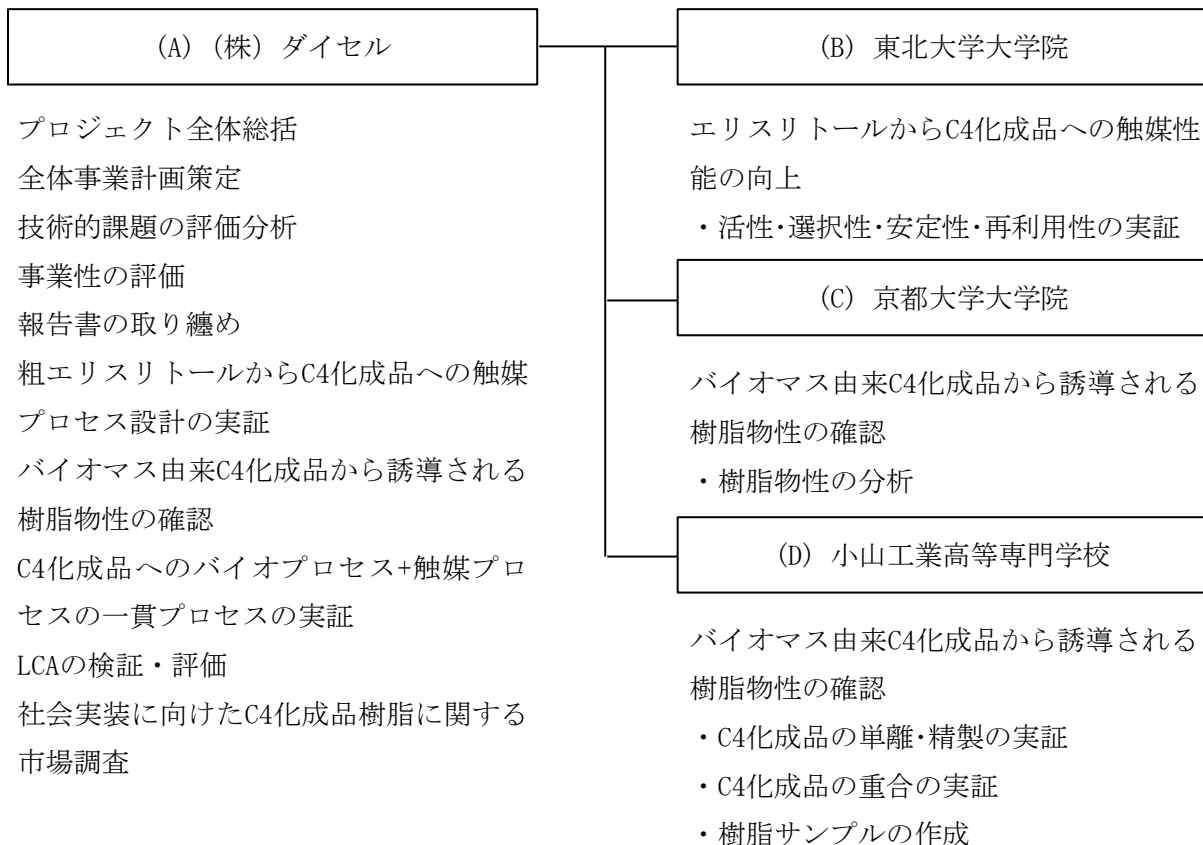 (A) (株) ダイセル
プロジェクト全体総括
全体事業計画策定
技術的課題の評価分析
事業性の評価
報告書の取り纏め
粗エリスリトールからC4化成品への触媒
プロセス設計の実証
バイオマス由来C4化成品から誘導される
樹脂物性の確認
C4化成品へのバイオプロセス+触媒プロ
セスの一貫プロセスの実証
LCAの検証・評価
社会実装に向けたC4化成品樹脂に関する
市場調査
(B) 東北大学大学院
エリスリトールからC4化成品への触媒性
能の向上
・活性・選択性・安定性・再利用性の実証
(C) 京都大学大学院
バイオマス由来C4化成品から誘導される
樹脂物性の確認
・樹脂物性の分析
(D) 小山工業高等専門学校
バイオマス由来C4化成品から誘導される
樹脂物性の確認
・C4化成品の単離・精製の実証
・C4化成品の重合の実証
・樹脂サンプルの作成